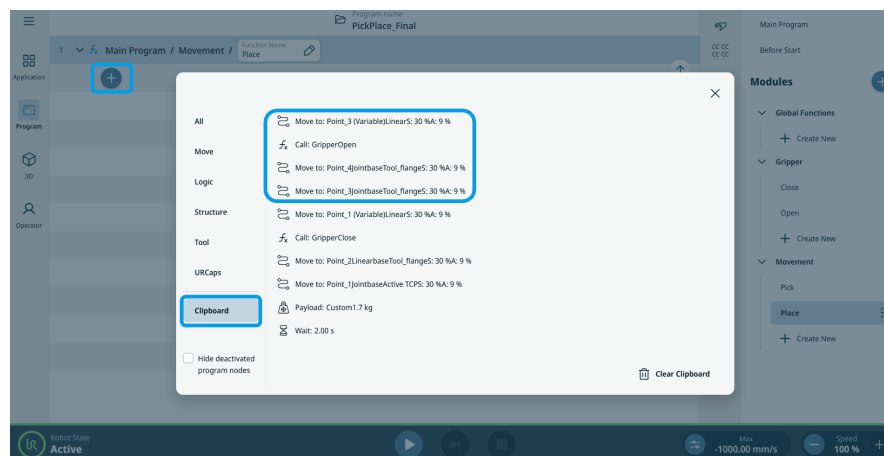 Program name
PickPlace_Final
Main Program
1 Main Program / Movement / Function Name Place
Before Start
Application
Modules
Global Functions
Create New
Program
Gripper
Close
Open
Create New
3D
Movement
Pick
Place
Create New
Operator
All
Move
Logic
Structure
Tool
URCaps
Clipboard
Hide deactivated
program nodes
Move to: Point_3 (Variable)LinearS: 30 %A: 9 %
Call: GripperOpen
Move to: Point_4JointbaseTool_flangeS: 30 %A: 9 %
Move to: Point_3JointbaseTool_flangeS: 30 %A: 9 %
Move to: Point_1 (Variable)LinearS: 30 %A: 9 %
Call: GripperClose
Move to: Point_2LinearbaseTool_flangeS: 30 %A: 9 %
Move to: Point_1JointbaseActive TCPS: 30 %A: 9 %
Payload: Custom1.7 kg
Wait: 2.00 s
Clear Clipboard
UR
Robot State
Active
Max
-1000.00 mm/s
Speed
100 %